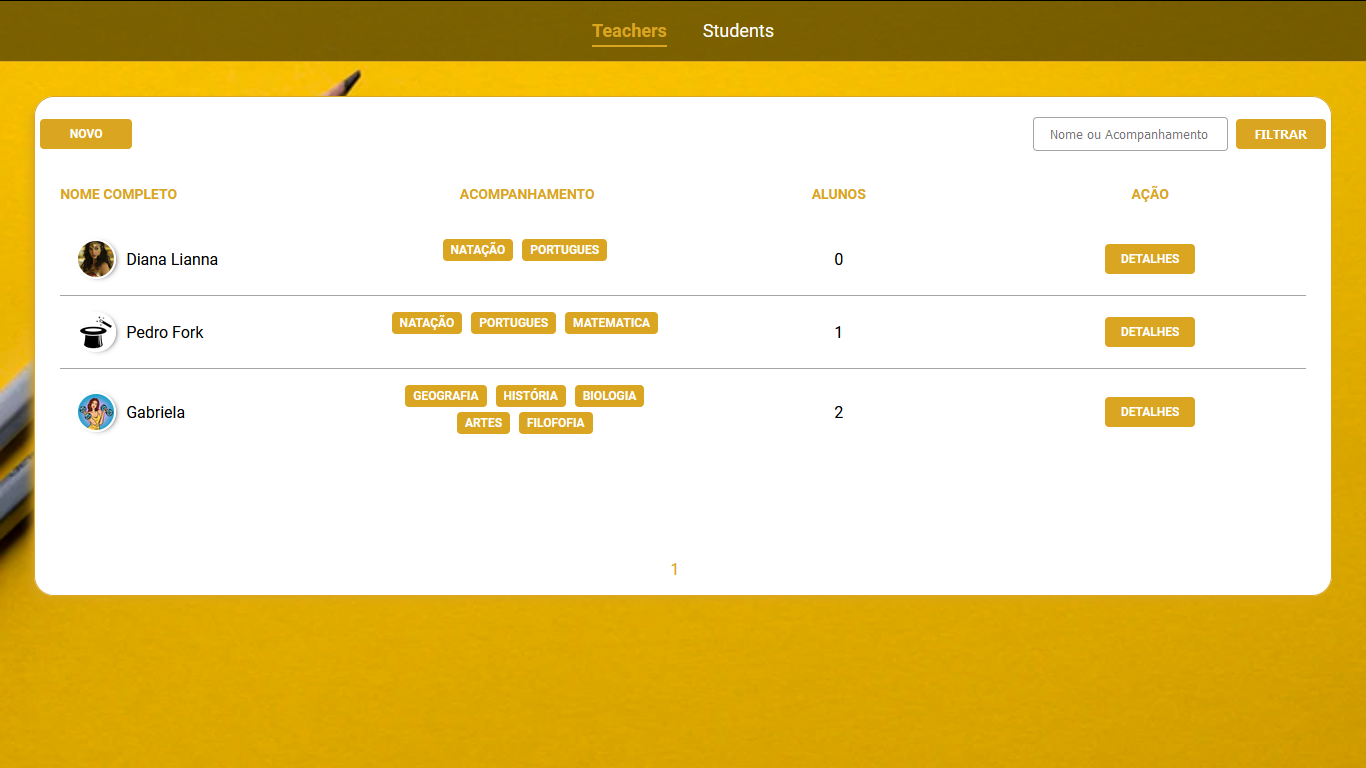 Teachers Students
NOVO Nome ou Acompanhamento FILTRAR
NOME COMPLETO ACOMPANHAMENTO ALUNOS AÇÃO
Diana Lianna NATAÇÃO PORTUGUES 0 DETALHES
Pedro Fork NATAÇÃO PORTUGUES MATEMATICA 1 DETALHES
GEOGRAFIA HISTÓRIA BIOLOGIA
Gabriela 2 DETALHES
ARTES FILOFOFIA
1